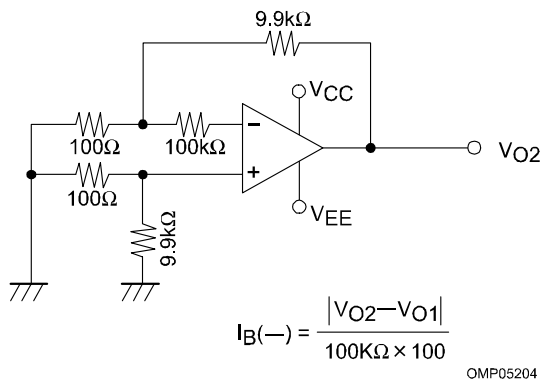 9.9kΩ
VCC
100Ω
100kΩ
−
100Ω
+
VO2
VEE
9.9kΩ
IB(—) = |VO2—VO1| / 100KΩ × 100
OMP05204